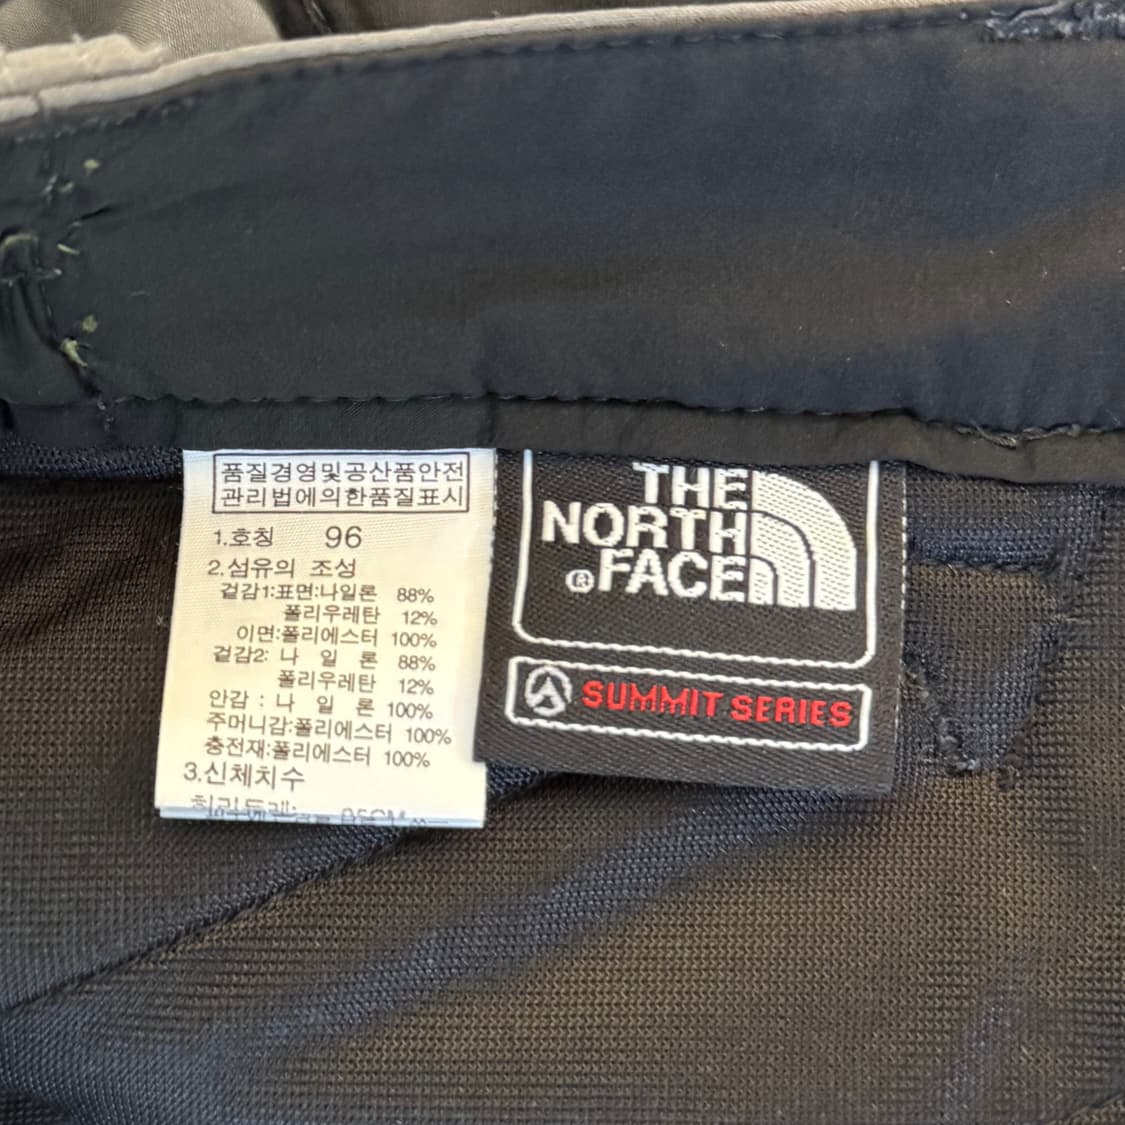 품질경영및공산품안전
관리법에의한품질표시
1.호칭 96
2.섬유의 조성
겉감1:표면:나일론 88%
폴리우레탄 12%
이면:폴리에스터 100%
겉감2: 나 일 론 88%
폴리우레탄 12%
안감 : 나 일 론 100%
주머니감:폴리에스터 100%
충전재:폴리에스터 100%
3.신체치수
THE
NORTH
®FACE
SUMMIT SERIES